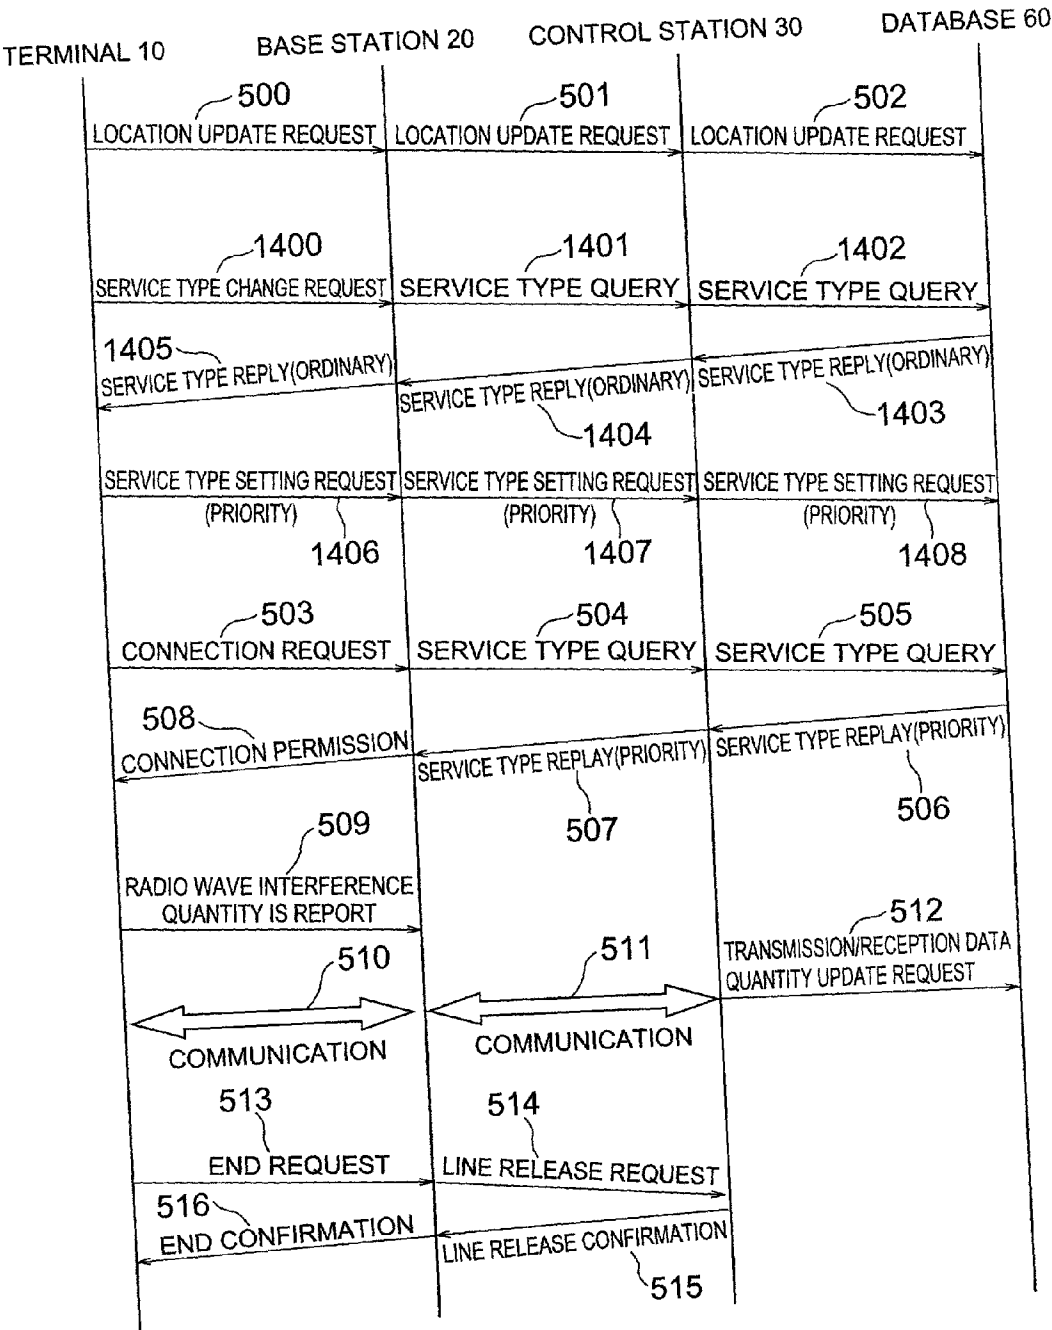 TERMINAL 10
BASE STATION 20
CONTROL STATION 30
DATABASE 60
500
501
502
LOCATION UPDATE REQUEST
LOCATION UPDATE REQUEST
LOCATION UPDATE REQUEST
1400
1401
1402
SERVICE TYPE CHANGE REQUEST
SERVICE TYPE QUERY
SERVICE TYPE QUERY
1405
SERVICE TYPE REPLY(ORDINARY)
SERVICE TYPE REPLY(ORDINARY)
SERVICE TYPE REPLY(ORDINARY)
1404
1403
SERVICE TYPE SETTING REQUEST
(PRIORITY)
SERVICE TYPE SETTING REQUEST
(PRIORITY)
SERVICE TYPE SETTING REQUEST
(PRIORITY)
1406
1407
1408
503
504
505
CONNECTION REQUEST
SERVICE TYPE QUERY
SERVICE TYPE QUERY
508
CONNECTION PERMISSION
SERVICE TYPE REPLAY(PRIORITY)
SERVICE TYPE REPLAY(PRIORITY)
507
506
509
RADIO WAVE INTERFERENCE
QUANTITY IS REPORT
510
511
512
TRANSMISSION/RECEPTION DATA
QUANTITY UPDATE REQUEST
COMMUNICATION
COMMUNICATION
513
514
END REQUEST
LINE RELEASE REQUEST
516
END CONFIRMATION
LINE RELEASE CONFIRMATION
515